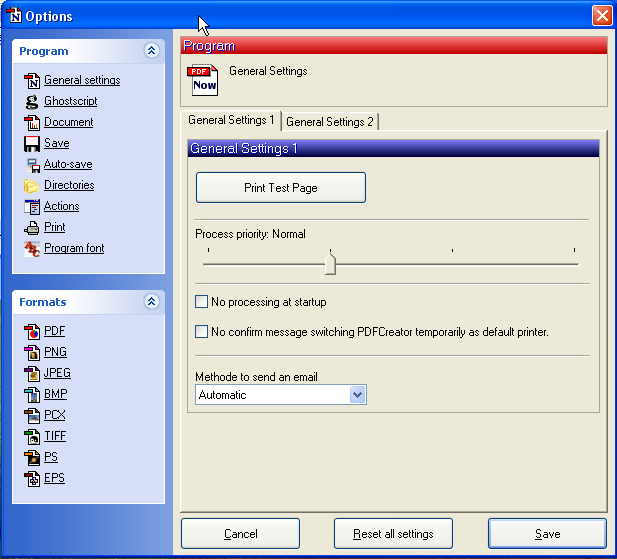 Options
Program
General settings
Ghostscript
Document
Save
Auto-save
Directories
Actions
Print
Program font
Formats
PDF
PNG
JPEG
BMP
PCX
TIFF
PS
EPS
Program
PDF
Now
General Settings
General Settings 1
General Settings 2
General Settings 1
Print Test Page
Process priority: Normal
No processing at startup
No confirm message switching PDFCreator temporarily as default printer.
Methode to send an email
Automatic
Cancel
Reset all settings
Save